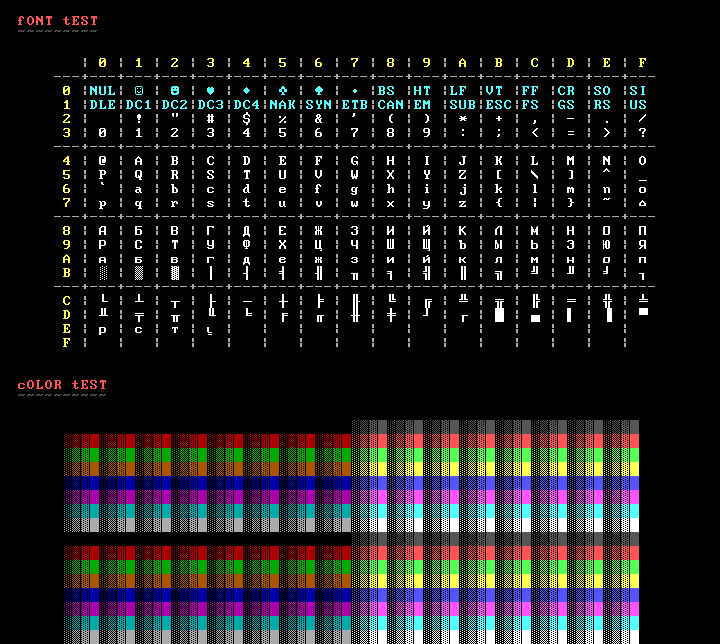 fONT tEST
~~~~~~~~~
¦ 0 ¦ 1 ¦ 2 ¦ 3 ¦ 4 ¦ 5 ¦ 6 ¦ 7 ¦ 8 ¦ 9 ¦ A ¦ B ¦ C ¦ D ¦ E ¦ F
0 ¦NUL¦ ☺ ¦ ☻ ¦ ♥ ¦ ♦ ¦ ♣ ¦ ♠ ¦ • ¦BS ¦HT ¦LF ¦VT ¦FF ¦CR ¦SO ¦SI
1 ¦DLE¦DC1¦DC2¦DC3¦DC4¦NAK¦SYN¦ETB¦CAN¦EM ¦SUB¦ESC¦FS ¦GS ¦RS ¦US
2 ¦   ¦ ! ¦ " ¦ # ¦ $ ¦ % ¦ & ¦ ' ¦ ( ¦ ) ¦ * ¦ + ¦ , ¦ - ¦ . ¦ /
3 ¦ 0 ¦ 1 ¦ 2 ¦ 3 ¦ 4 ¦ 5 ¦ 6 ¦ 7 ¦ 8 ¦ 9 ¦ : ¦ ; ¦ < ¦ = ¦ > ¦ ?
4 ¦ @ ¦ A ¦ B ¦ C ¦ D ¦ E ¦ F ¦ G ¦ H ¦ I ¦ J ¦ K ¦ L ¦ M ¦ N ¦ O
5 ¦ P ¦ Q ¦ R ¦ S ¦ T ¦ U ¦ V ¦ W ¦ X ¦ Y ¦ Z ¦ [ ¦ \ ¦ ] ¦ ^ ¦ _
6 ¦ ` ¦ a ¦ b ¦ c ¦ d ¦ e ¦ f ¦ g ¦ h ¦ i ¦ j ¦ k ¦ l ¦ m ¦ n ¦ o
7 ¦ p ¦ q ¦ r ¦ s ¦ t ¦ u ¦ v ¦ w ¦ x ¦ y ¦ z ¦ { ¦ ¦ ¦ } ¦ ~ ¦ ⌂
8 ¦ А ¦ Б ¦ В ¦ Г ¦ Д ¦ Е ¦ Ж ¦ З ¦ И ¦ Й ¦ К ¦ Л ¦ М ¦ Н ¦ О ¦ П
9 ¦ Р ¦ С ¦ Т ¦ У ¦ Ф ¦ Х ¦ Ц ¦ Ч ¦ Ш ¦ Щ ¦ Ъ ¦ Ы ¦ Ь ¦ Э ¦ Ю ¦ Я
A ¦ а ¦ б ¦ в ¦ г ¦ д ¦ е ¦ ж ¦ з ¦ и ¦ й ¦ к ¦ л ¦ м ¦ н ¦ о ¦ п
B ¦ ░ ¦ ▒ ¦ ▓ ¦ │ ¦ ┤ ¦ ╡ ¦ ╢ ¦ ╖ ¦ ╕ ¦ ╣ ¦ ║ ¦ ╗ ¦ ╝ ¦ ╜ ¦ ╛ ¦ ┐
C ¦ └ ¦ ┴ ¦ ┬ ¦ ├ ¦ ─ ¦ ┼ ¦ ╞ ¦ ╟ ¦ ╚ ¦ ╔ ¦ ╩ ¦ ╦ ¦ ╠ ¦ ═ ¦ ╬ ¦ ╧
D ¦ ╨ ¦ ╤ ¦ ╥ ¦ ╙ ¦ ╘ ¦ ╒ ¦ ╓ ¦ ╫ ¦ ╪ ¦ ┘ ¦ ┌ ¦ █ ¦ ▄ ¦ ▌ ¦ ▐ ¦ ▀
E ¦ р ¦ с ¦ т
F
cOLOR tEST
~~~~~~~~~~